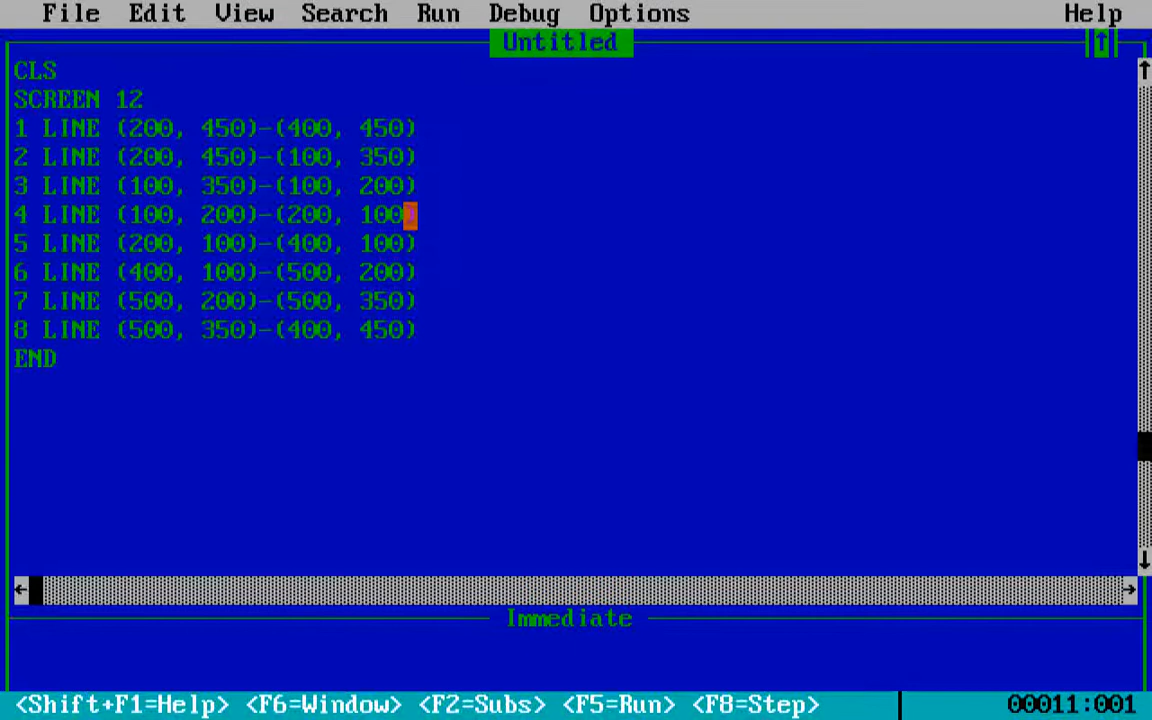 File Edit View Search Run Debug Options Help
Untitled
CLS
SCREEN 12
1 LINE (200, 450)-(400, 450)
2 LINE (200, 450)-(100, 350)
3 LINE (100, 350)-(100, 200)
4 LINE (100, 200)-(200, 100)
5 LINE (200, 100)-(400, 100)
6 LINE (400, 100)-(500, 200)
7 LINE (500, 200)-(500, 350)
8 LINE (500, 350)-(400, 450)
END
Immediate
<Shift+F1=Help> <F6=Window> <F2=Subs> <F5=Run> <F8=Step> 00011:001